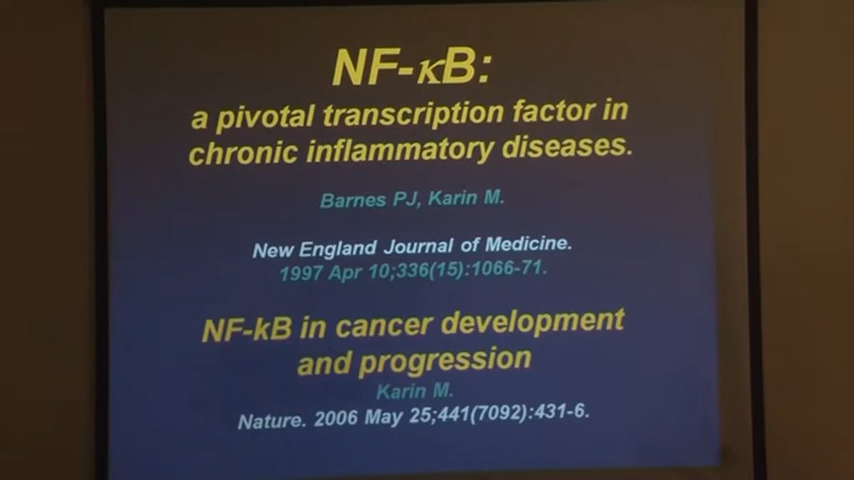 NF-κB:
a pivotal transcription factor in
chronic inflammatory diseases.
Barnes PJ, Karin M.
New England Journal of Medicine.
1997 Apr 10;336(15):1066-71.
NF-kB in cancer development
and progression
Karin M.
Nature. 2006 May 25;441(7092):431-6.